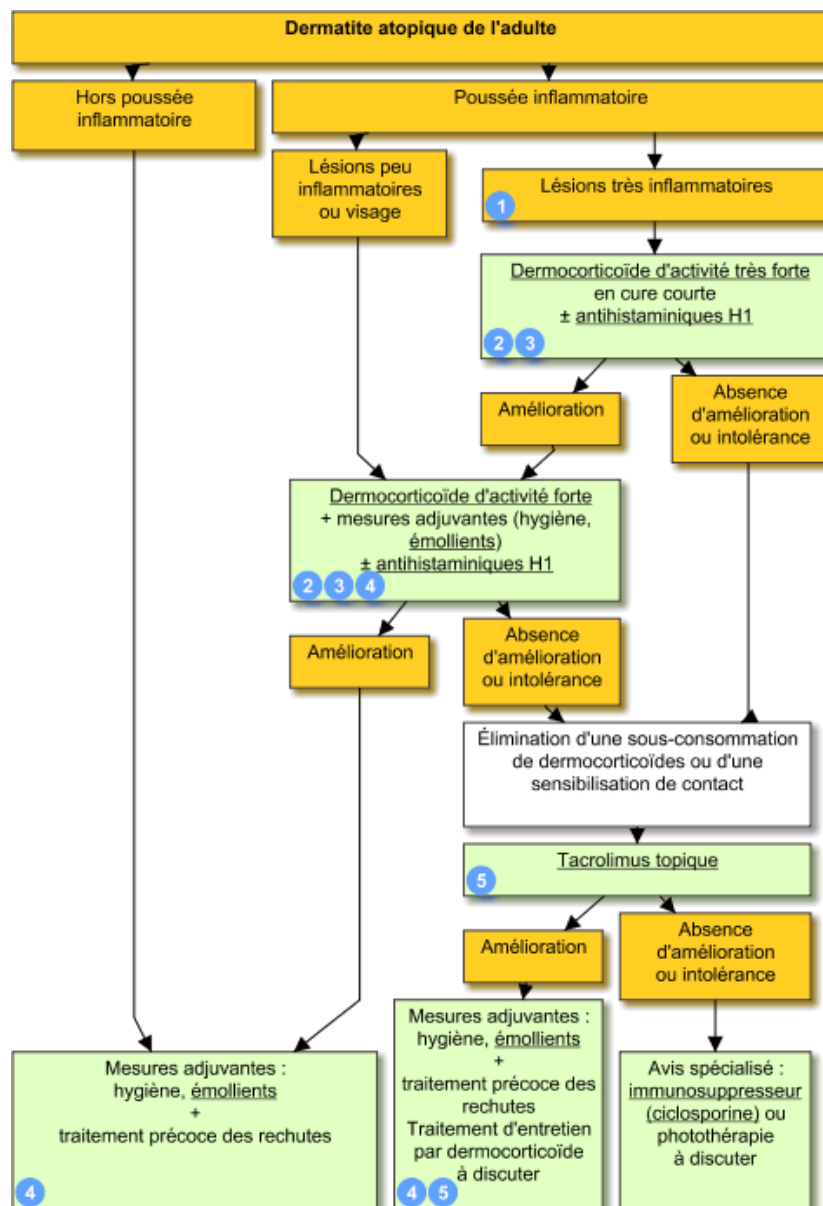 Dermatite atopique de l'adulte
Hors poussée
inflammatoire
Poussée inflammatoire
Lésions peu
inflammatoires
ou visage
Lésions très inflammatoires
1
Dermocorticoïde d'activité très forte
en cure courte
± antihistaminiques H1
2 3
Amélioration
Absence
d'amélioration
ou intolérance
Dermocorticoïde d'activité forte
+ mesures adjuvantes (hygiène,
émollients)
± antihistaminiques H1
2 3 4
Amélioration
Absence
d'amélioration
ou intolérance
Élimination d'une sous-consommation
de dermocorticoïdes ou d'une
sensibilisation de contact
Tacrolimus topique
5
Amélioration
Absence
d'amélioration
ou intolérance
Mesures adjuvantes :
hygiène, émollients
+
traitement précoce des rechutes
4
Mesures adjuvantes :
hygiène, émollients
+
traitement précoce des
rechutes
Traitement d'entretien
par dermocorticoïde
à discuter
4 5
Avis spécialisé :
immunosuppresseur
(ciclosporine) ou
photothérapie
à discuter